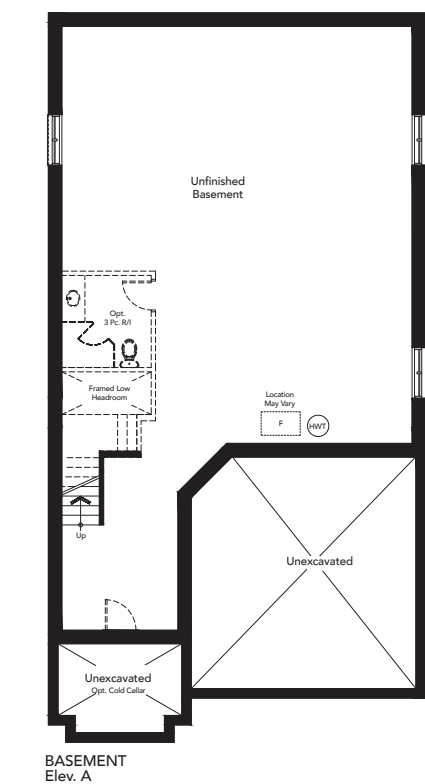 Unfinished
Basement
Opt.
3 Pc. R/I
Framed Low
Headroom
Location
May Vary
F
HWT
Up
Unexcavated
Unexcavated
Opt. Cold Cellar
BASEMENT
Elev. A